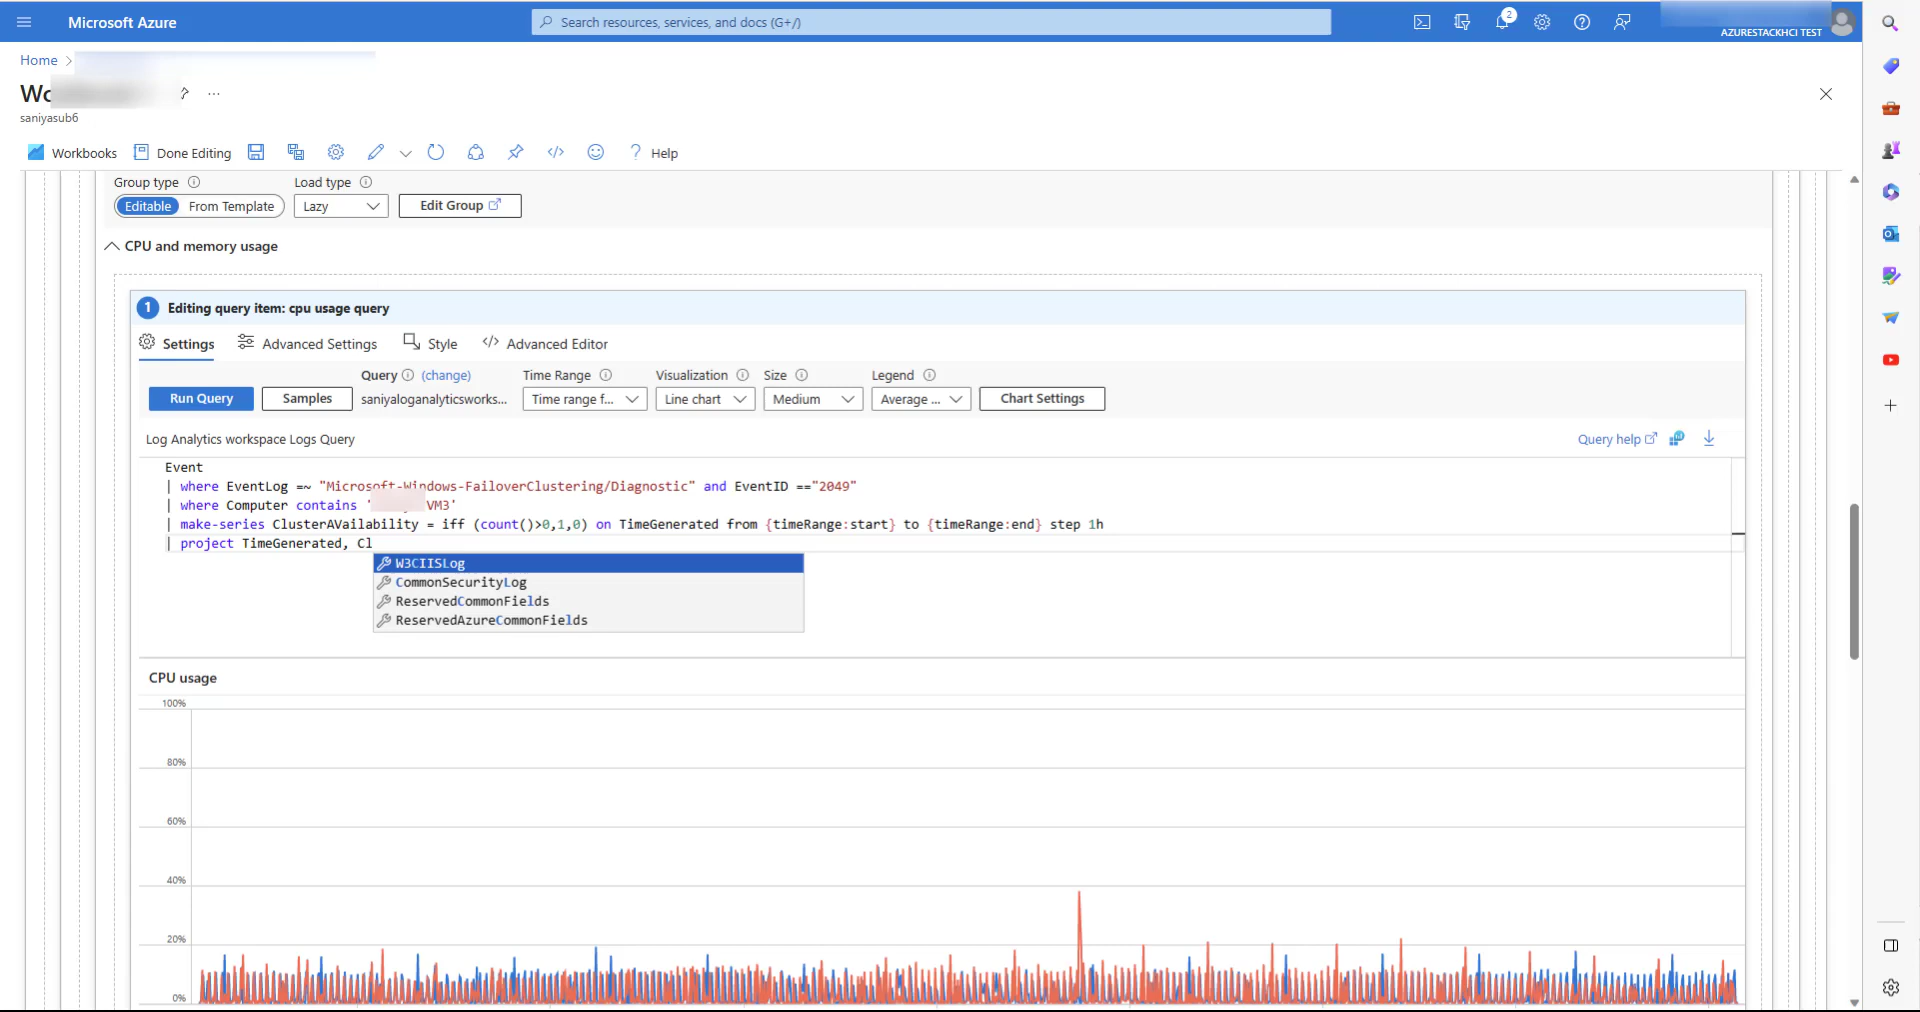 Microsoft Azure
Search resources, services, and docs (G+/)
2
AZURESTACKHCI TEST
Home >
saniyasub6
Workbooks
Done Editing
? Help
Group type
Load type
Editable
From Template
Lazy
Edit Group
CPU and memory usage
1
Editing query item: cpu usage query
Settings
Advanced Settings
Style
</> Advanced Editor
Query
(change)
Time Range
Visualization
Size
Legend
Run Query
Samples
saniyaloganalyticsworks...
Time range f...
Line chart
Medium
Average ...
Chart Settings
Log Analytics workspace Logs Query
Query help
Event
| where EventLog =~ "Microsoft-Windows-FailoverClustering/Diagnostic" and EventID =="2049"
| where Computer contains ' VM3'
| make-series ClusterAVailability = iff (count()>0,1,0) on TimeGenerated from {timeRange:start} to {timeRange:end} step 1h
| project TimeGenerated, Cl
W3CIISLog
CommonSecurityLog
ReservedCommonFields
ReservedAzureCommonFields
CPU usage
100%
80%
60%
40%
20%
0%